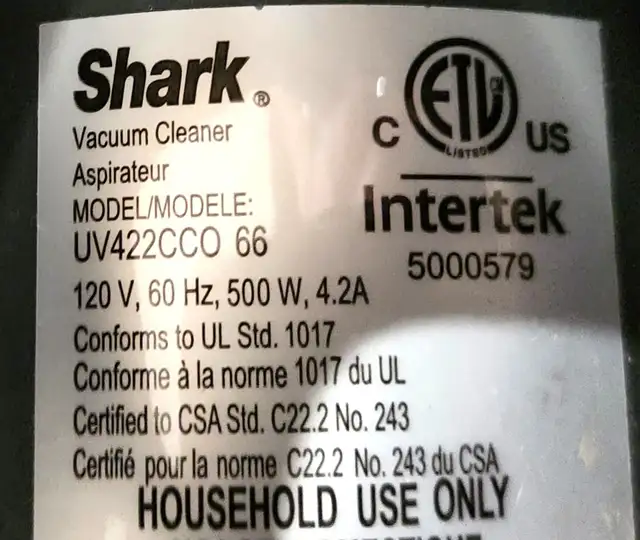 Shark®
Vacuum Cleaner
Aspirateur
MODEL/MODELE:
UV422CCO 66
120 V, 60 Hz, 500 W, 4.2A
Conforms to UL Std. 1017
Conforme à la norme 1017 du UL
Certified to CSA Std. C22.2 No. 243
Certifié pour la norme C22.2 No. 243 du CSA
HOUSEHOLD USE ONLY
ETL CM
LISTED
C US
Intertek
5000579